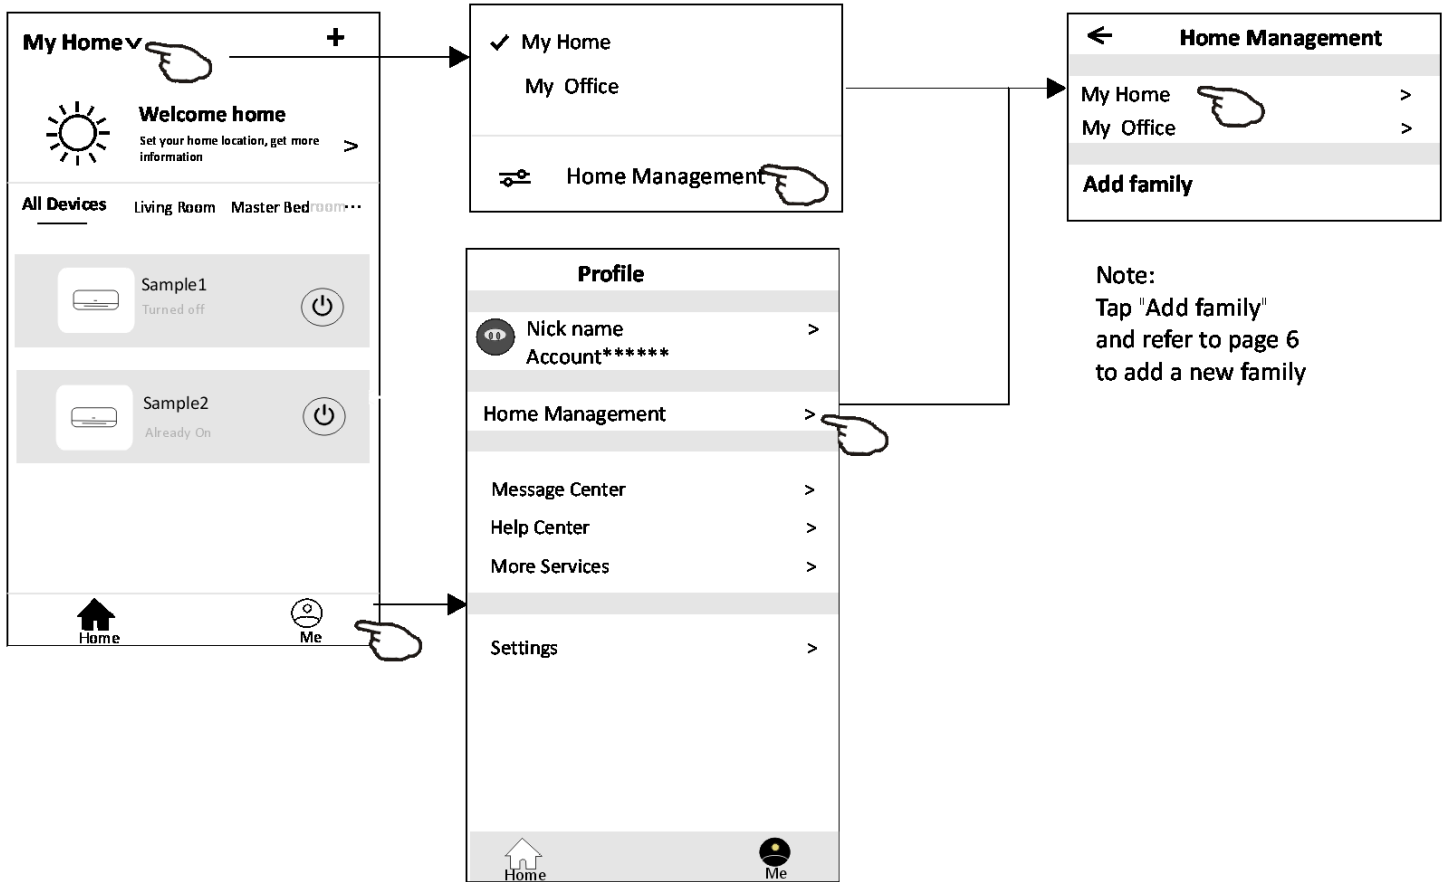 My Home
+
Welcome home
Set your home location, get more
information
>
All Devices Living Room Master Bedroom ...
Sample1
Turned off
Sample2
Already On
Home
Me
✓ My Home
My Office
Home Management
Profile
Nick name >
Account******
Home Management >
Message Center >
Help Center >
More Services >
Settings >
Home
Me
← Home Management
My Home >
My Office >
Add family
Note:
Tap "Add family"
and refer to page 6
to add a new family